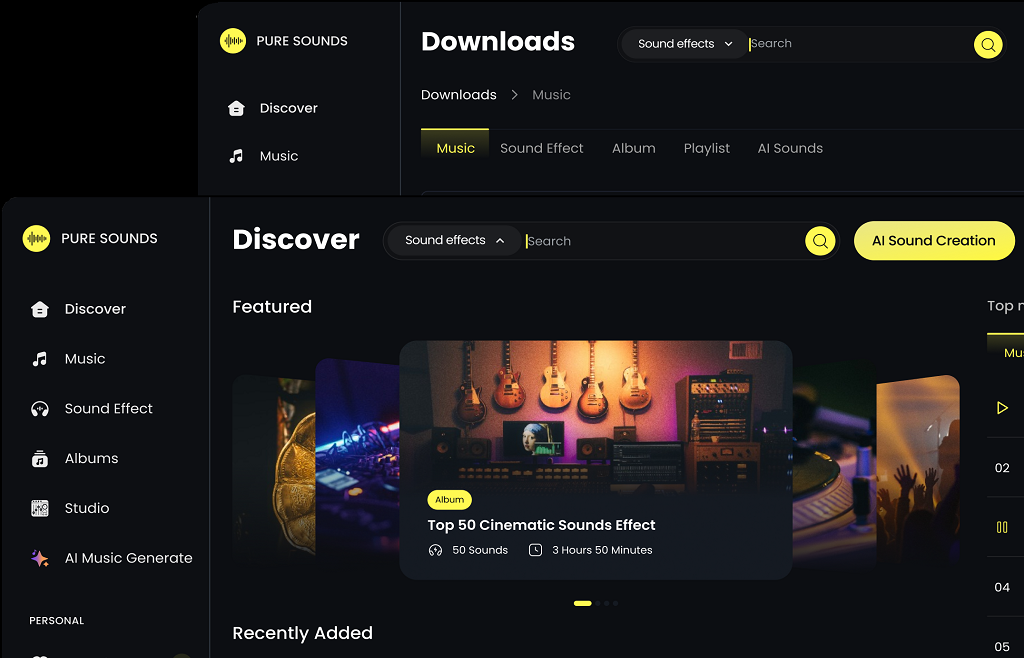 PURE SOUNDS
Downloads
Sound effects
Search
Discover
Downloads > Music
Music
Music
Sound Effect
Album
Playlist
AI Sounds
PURE SOUNDS
Discover
Sound effects
Search
AI Sound Creation
Discover
Music
Sound Effect
Albums
Studio
AI Music Generate
PERSONAL
Featured
Album
Top 50 Cinematic Sounds Effect
50 Sounds
3 Hours 50 Minutes
Recently Added
Top
Mu
02
04
05